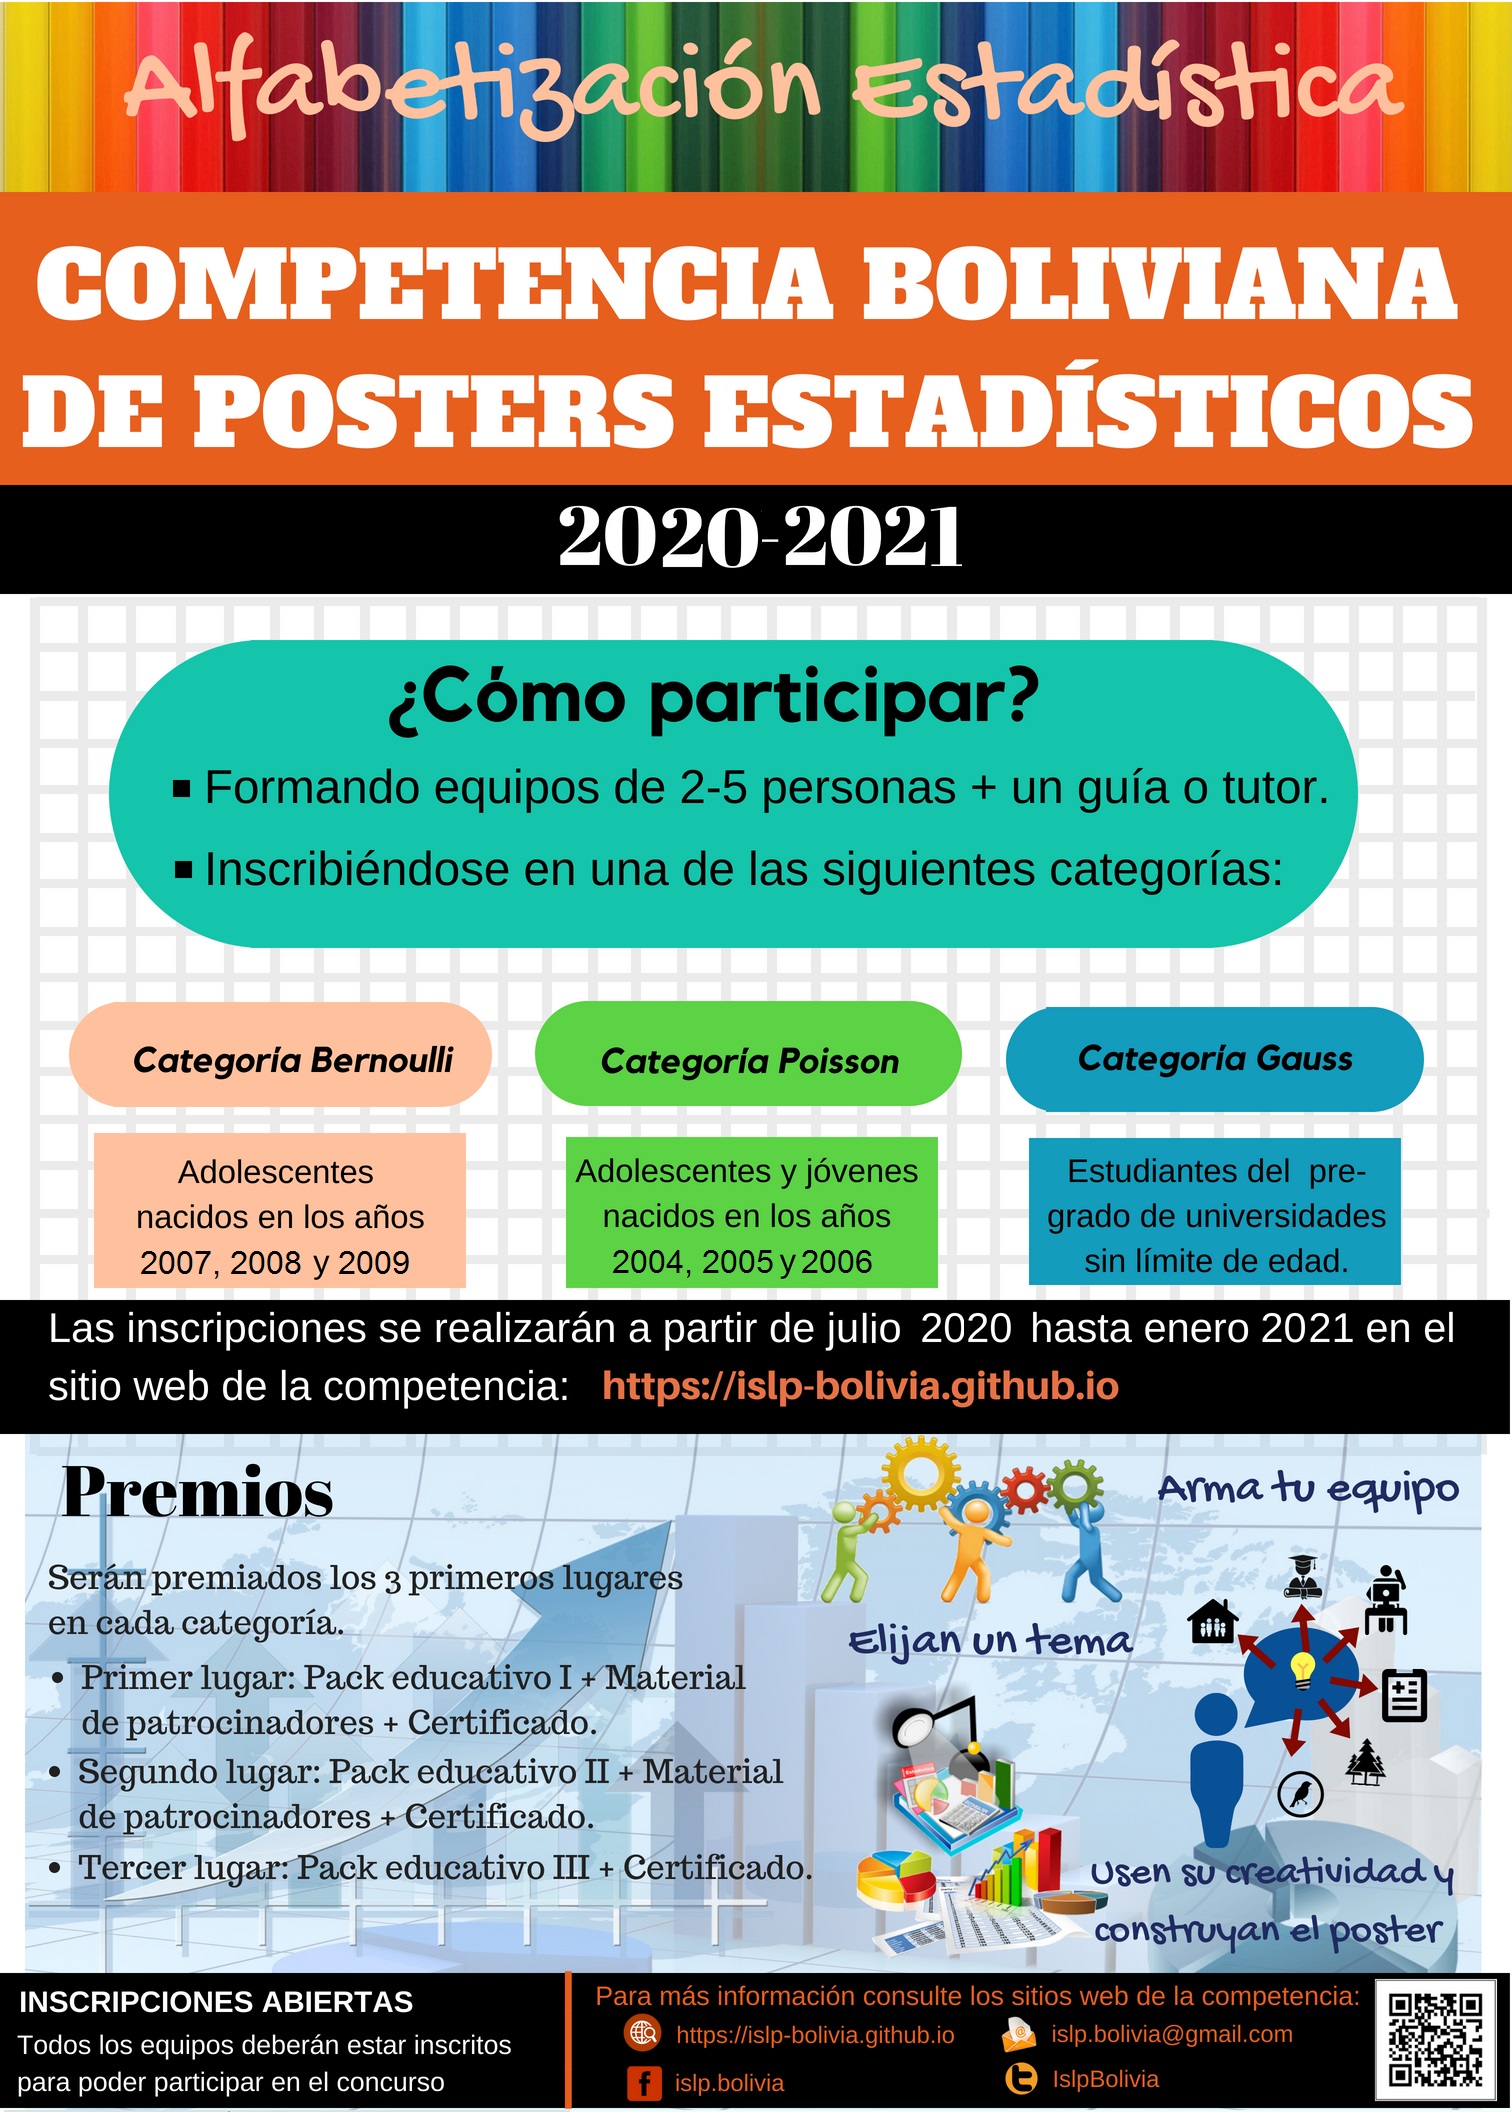 Alfabetización Estadística
COMPETENCIA BOLIVIANA
DE POSTERS ESTADÍSTICOS
2020-2021
¿Cómo participar?
▪ Formando equipos de 2-5 personas + un guía o tutor.
▪ Inscribiéndose en una de las siguientes categorías:
Categoría Bernoulli
Adolescentes
nacidos en los años
2007, 2008 y 2009
Categoría Poisson
Adolescentes y jóvenes
nacidos en los años
2004, 2005 y 2006
Categoría Gauss
Estudiantes del pre-
grado de universidades
sin límite de edad.
Las inscripciones se realizarán a partir de julio 2020 hasta enero 2021 en el
sitio web de la competencia: https://islp-bolivia.github.io
Premios
Serán premiados los 3 primeros lugares
en cada categoría.
• Primer lugar: Pack educativo I + Material
de patrocinadores + Certificado.
• Segundo lugar: Pack educativo II + Material
de patrocinadores + Certificado.
• Tercer lugar: Pack educativo III + Certificado.
Arma tu equipo
Elijan un tema
Usen su creatividad y
construyan el poster
INSCRIPCIONES ABIERTAS
Todos los equipos deberán estar inscritos
para poder participar en el concurso
Para más información consulte los sitios web de la competencia:
https://islp-bolivia.github.io
islp.bolivia@gmail.com
islp.bolivia
IslpBolivia